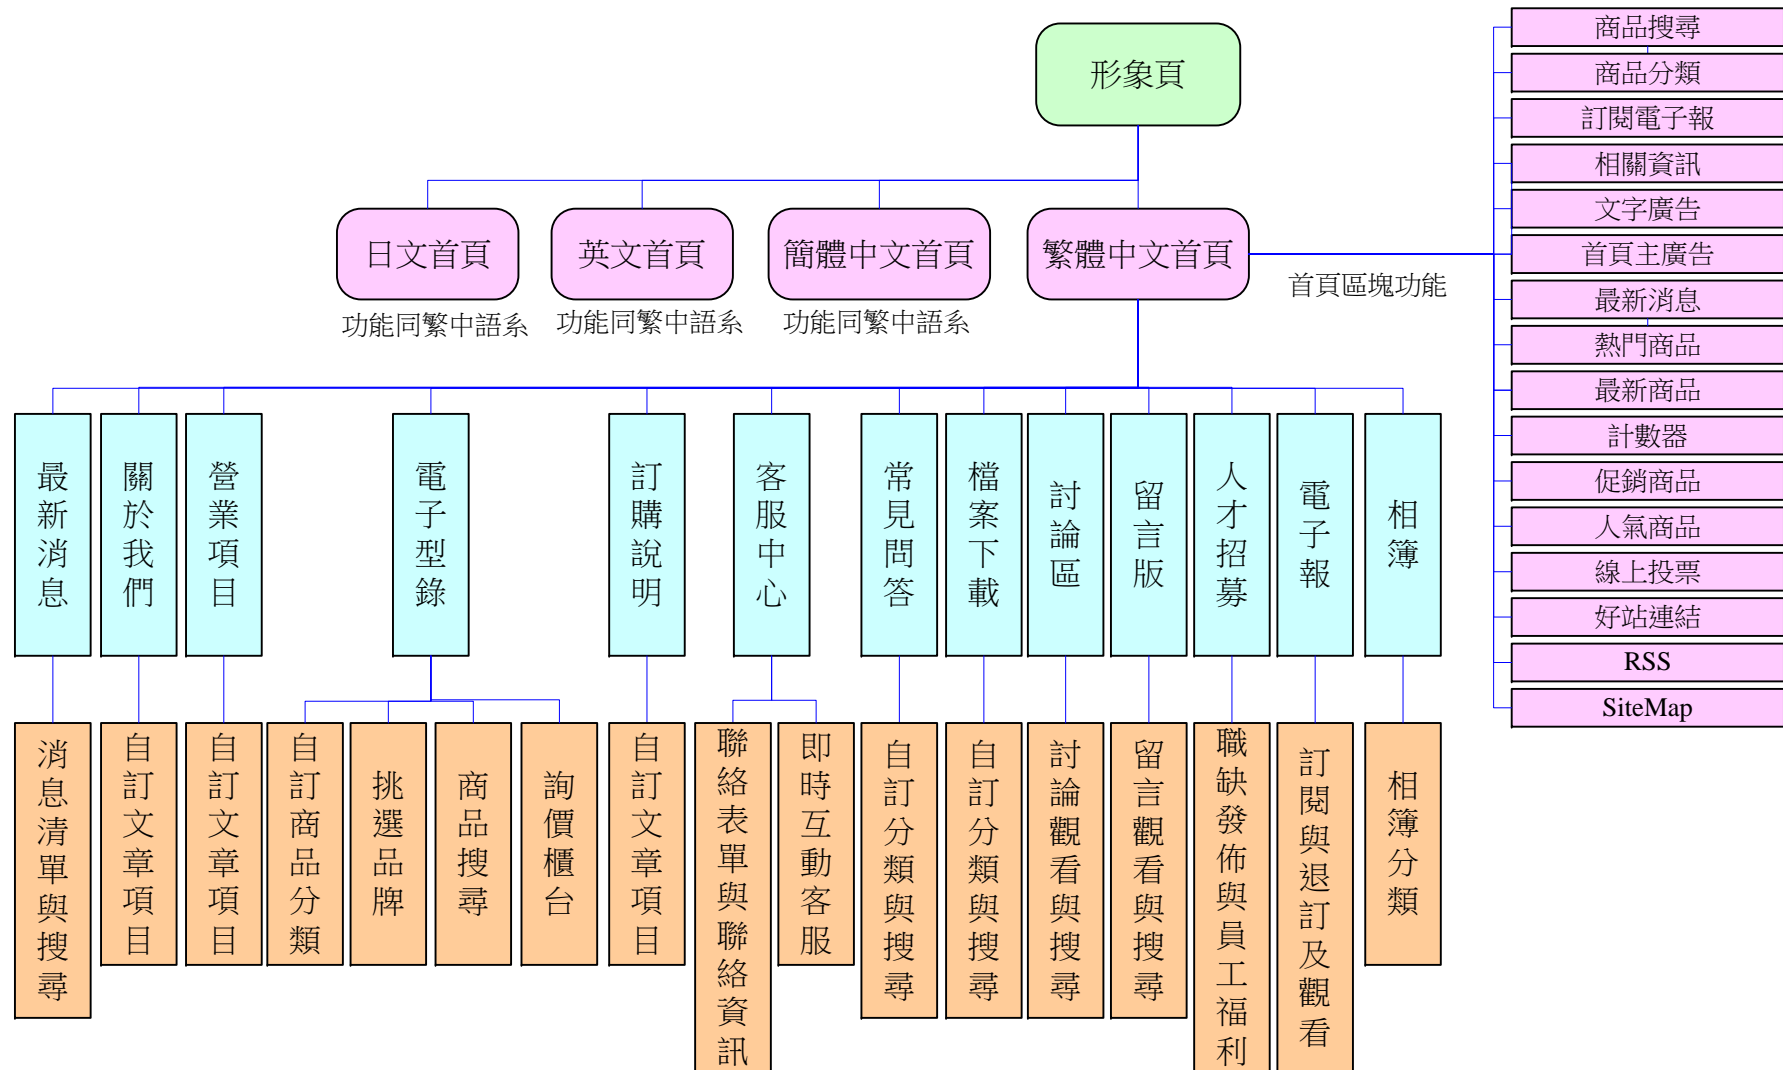 形象頁
日文首頁
英文首頁
簡體中文首頁
繁體中文首頁
功能同繁中語系
功能同繁中語系
功能同繁中語系
首頁區塊功能
商品搜尋
商品分類
訂閱電子報
相關資訊
文字廣告
首頁主廣告
最新消息
熱門商品
最新商品
計數器
促銷商品
人氣商品
線上投票
好站連結
RSS
SiteMap
最新消息
關於我們
營業項目
電子型錄
訂購說明
客服中心
常見問答
檔案下載
討論區
留言版
人才招募
電子報
相簿
消息清單與搜尋
自訂文章項目
自訂文章項目
自訂商品分類
挑選品牌
商品搜尋
詢價櫃台
自訂文章項目
聯絡表單與聯絡資訊
即時互動客服
自訂分類與搜尋
自訂分類與搜尋
討論觀看與搜尋
留言觀看與搜尋
職缺發佈與員工福利
訂閱與退訂及觀看
相簿分類